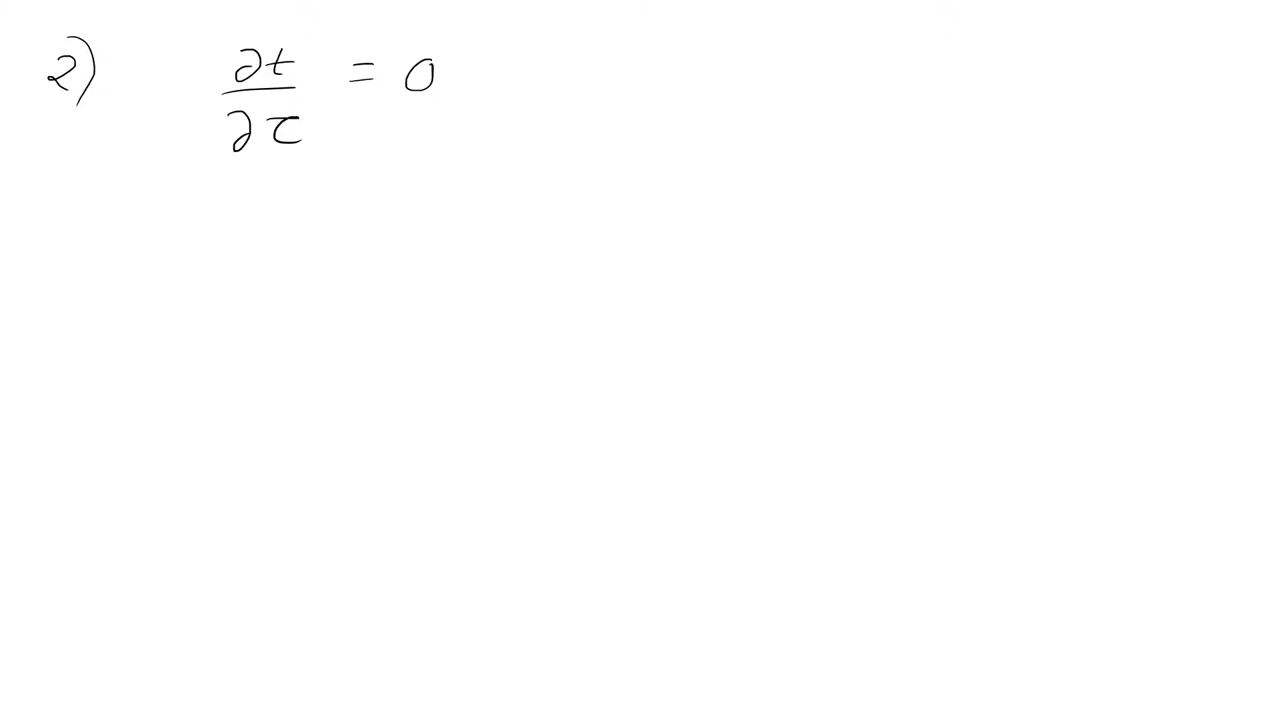 2) ∂t/∂τ = 0